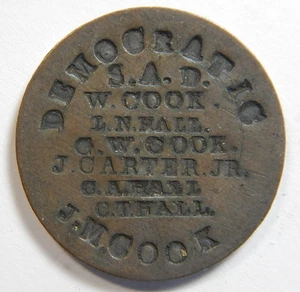 DEMOCRATIC
S.A.D.
W. COOK.
L.N. FALL.
C.W. COOK.
J. CARTER. JR.
C.A. HALL
C.T. HALL.
J.M. COOK